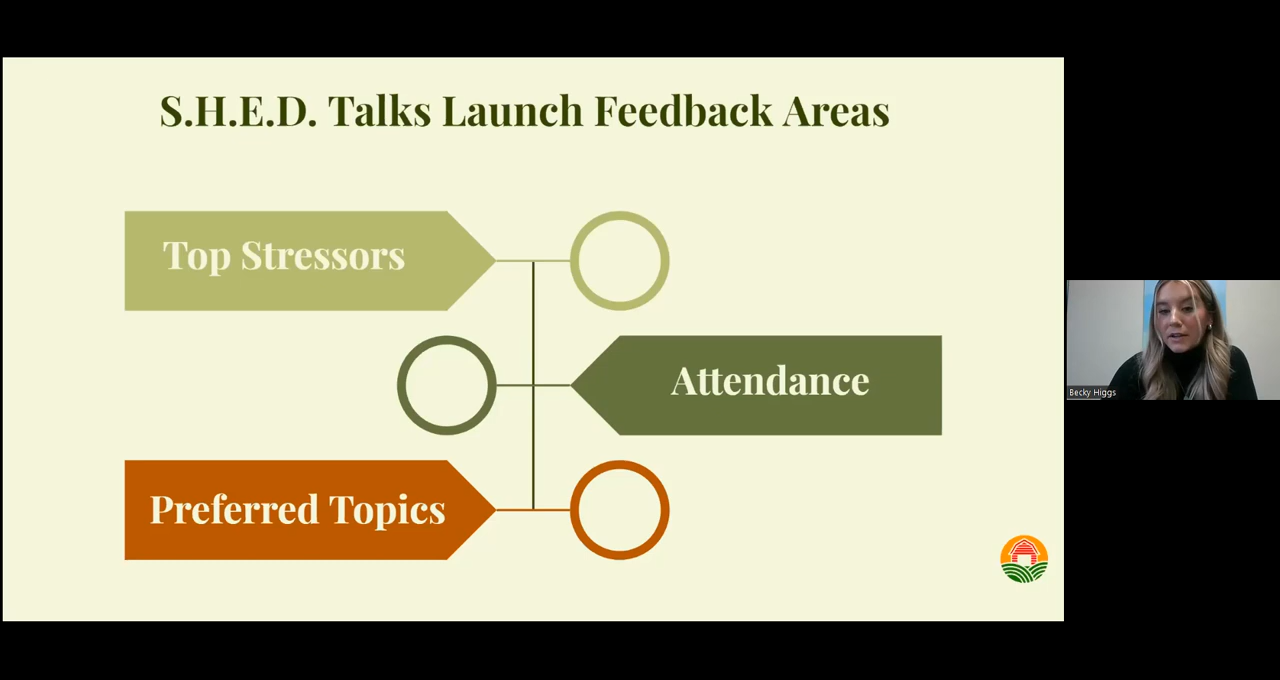 S.H.E.D. Talks Launch Feedback Areas
Top Stressors
Attendance
Preferred Topics
Becky Higgs